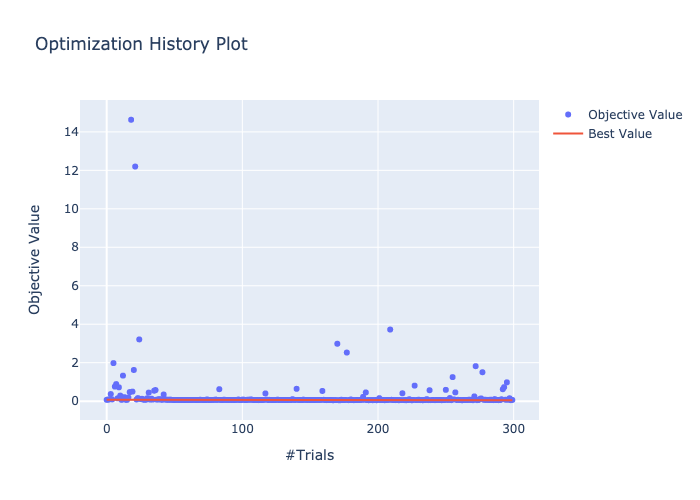 Optimization History Plot
Objective Value
Best Value
14
12
10
8
6
4
2
0
Objective Value
0
100
200
300
#Trials